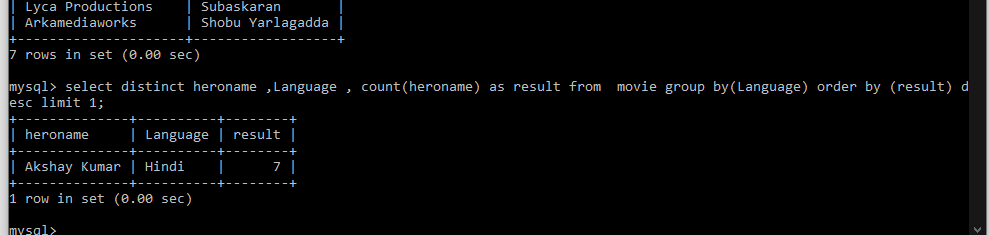 | Lyca Productions    | Subaskaran       |
| Arkamediaworks      | Shobu Yarlagadda |
+---------------------+------------------+
7 rows in set (0.00 sec)
mysql> select distinct heroname ,Language , count(heroname) as result from  movie group by(Language) order by (result) d
esc limit 1;
+--------------+----------+--------+
| heroname     | Language | result |
+--------------+----------+--------+
| Akshay Kumar | Hindi    |      7 |
+--------------+----------+--------+
1 row in set (0.00 sec)
mysql>